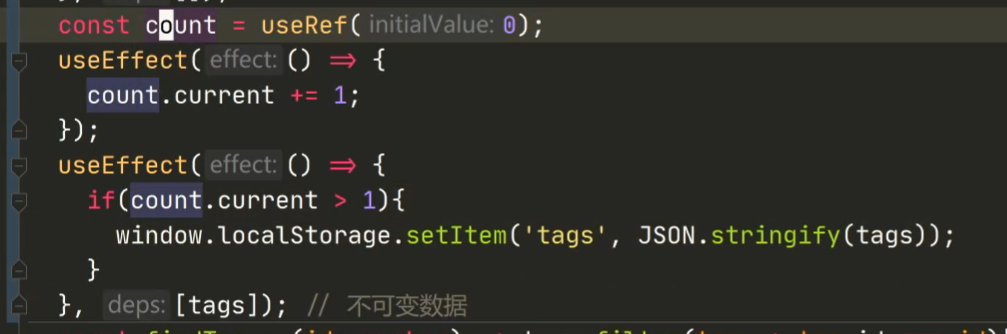 const count = useRef( initialValue: 0);
useEffect( effect: () => {
count.current += 1;
});
useEffect( effect: () => {
if(count.current > 1){
window.localStorage.setItem('tags', JSON.stringify(tags));
}
}, deps: [tags]); // 不可变数据